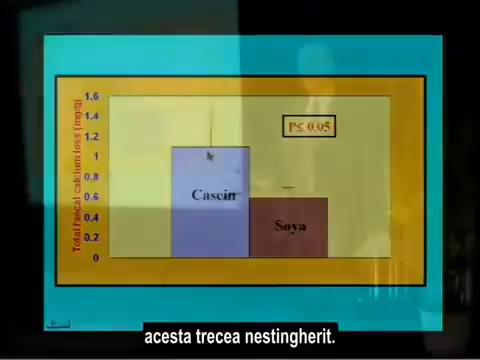 1.6
1.4
1.2
1
0.8
0.6
0.4
0.2
0
Total faecal calcium loss (mg/g)
P≤ 0.05
Casein
Soya
acesta trecea nestingherit.